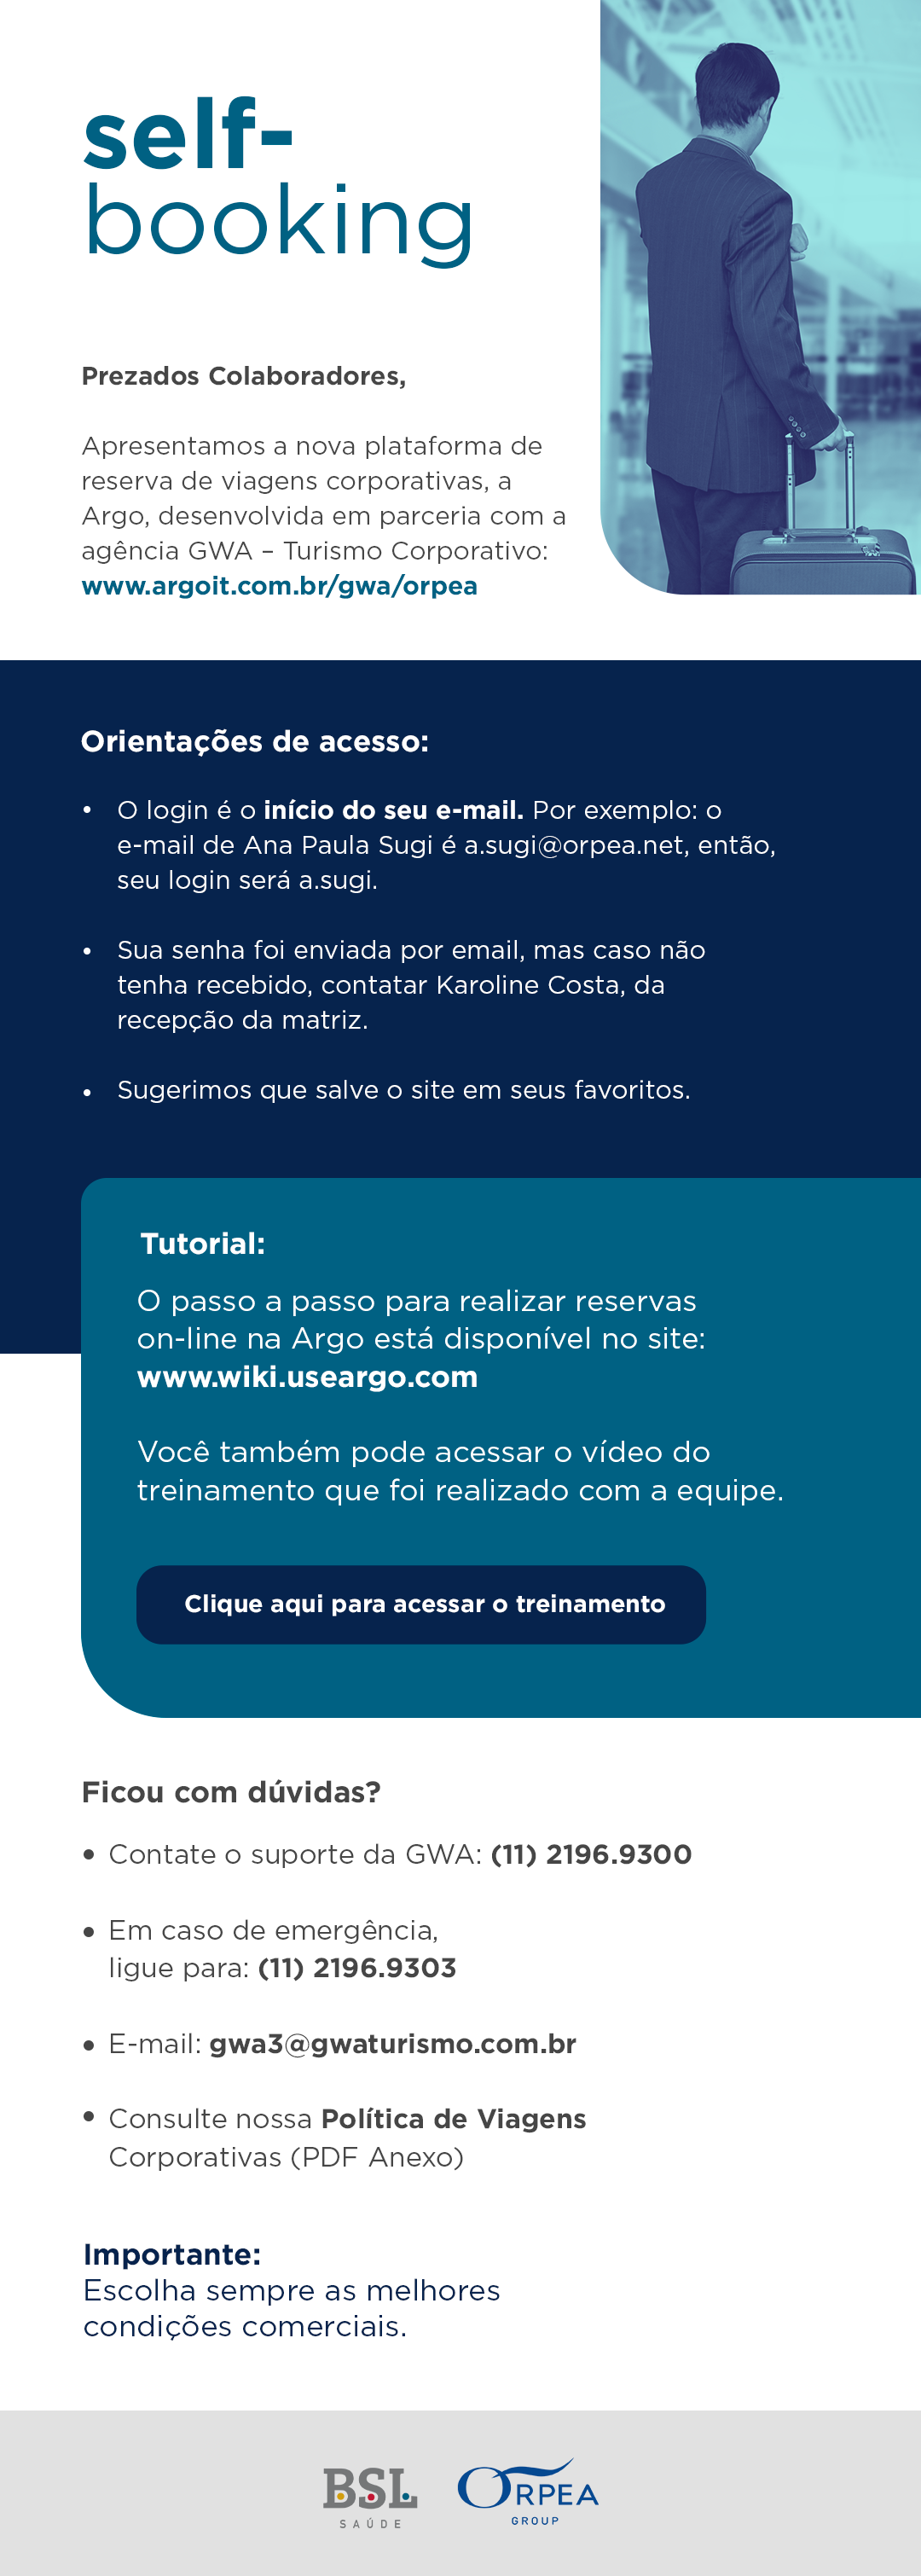 self-
booking
Prezados Colaboradores,
Apresentamos a nova plataforma de
reserva de viagens corporativas, a
Argo, desenvolvida em parceria com a
agência GWA – Turismo Corporativo:
www.argoit.com.br/gwa/orpea
Orientações de acesso:
• O login é o início do seu e-mail. Por exemplo: o
e-mail de Ana Paula Sugi é a.sugi@orpea.net, então,
seu login será a.sugi.
• Sua senha foi enviada por email, mas caso não
tenha recebido, contatar Karoline Costa, da
recepção da matriz.
• Sugerimos que salve o site em seus favoritos.
Tutorial:
O passo a passo para realizar reservas
on-line na Argo está disponível no site:
www.wiki.useargo.com
Você também pode acessar o vídeo do
treinamento que foi realizado com a equipe.
Clique aqui para acessar o treinamento
Ficou com dúvidas?
• Contate o suporte da GWA: (11) 2196.9300
• Em caso de emergência,
ligue para: (11) 2196.9303
• E-mail: gwa3@gwaturismo.com.br
• Consulte nossa Política de Viagens
Corporativas (PDF Anexo)
Importante:
Escolha sempre as melhores
condições comerciais.
BSL
SAÚDE
ORPEA
GROUP